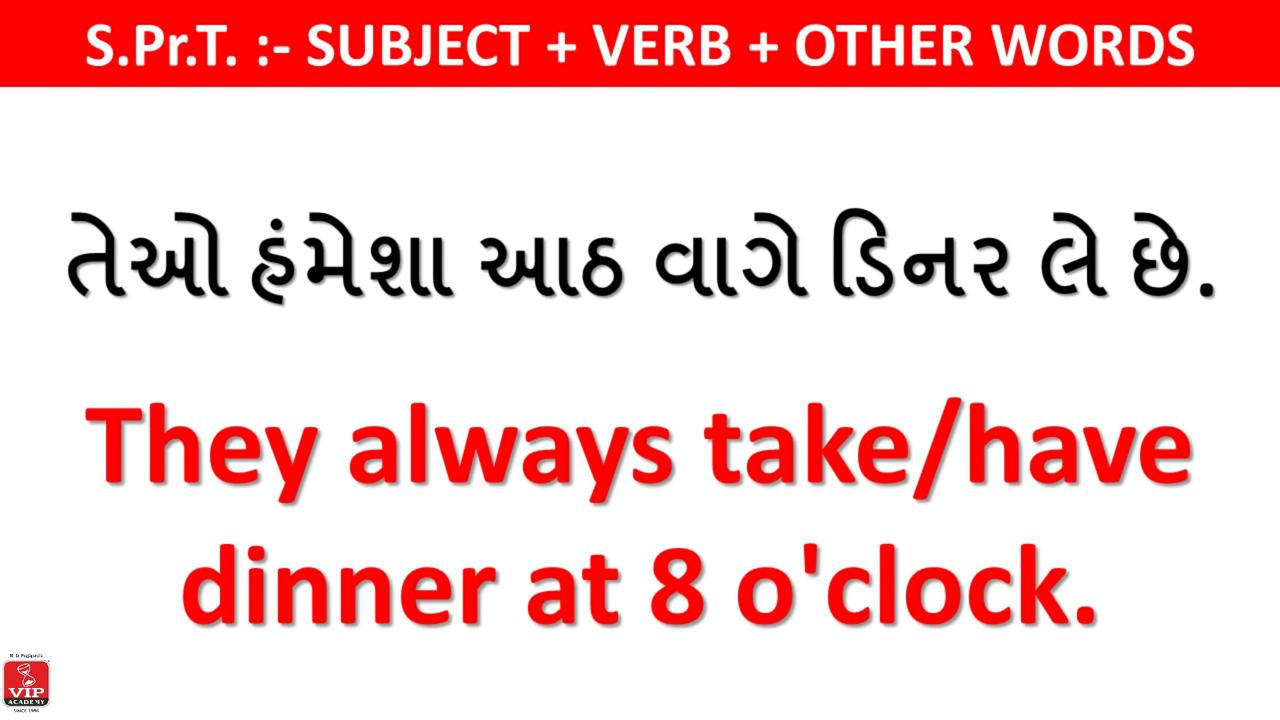 S.Pr.T. :- SUBJECT + VERB + OTHER WORDS
તેઓ હંમેશા આઠ વાગે ડિનર લે છે.
They always take/have
dinner at 8 o'clock.
VIP
ACADEMY